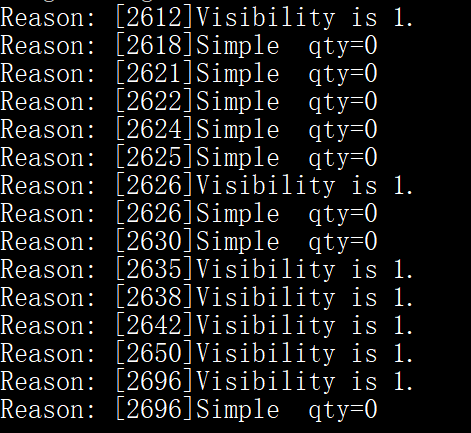 Reason: [2612]Visibility is 1.
Reason: [2618]Simple  qty=0
Reason: [2621]Simple  qty=0
Reason: [2622]Simple  qty=0
Reason: [2624]Simple  qty=0
Reason: [2625]Simple  qty=0
Reason: [2626]Visibility is 1.
Reason: [2626]Simple  qty=0
Reason: [2630]Simple  qty=0
Reason: [2635]Visibility is 1.
Reason: [2638]Visibility is 1.
Reason: [2642]Visibility is 1.
Reason: [2650]Visibility is 1.
Reason: [2696]Visibility is 1.
Reason: [2696]Simple  qty=0